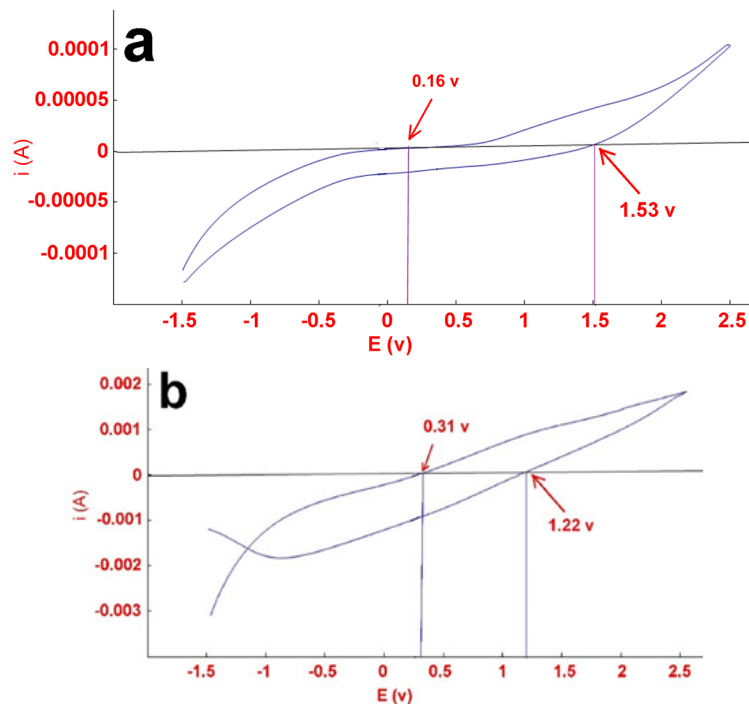 a
0.0001
0.16 v
0.00005
0
i (A)
-0.00005
1.53 v
-0.0001
-1.5 -1 -0.5 0 0.5 1 1.5 2 2.5
E (v)
b
0.002
0.31 v
0.001
0
i (A)
1.22 v
-0.001
-0.002
-0.003
-1.5 -1 -0.5 0 0.5 1 1.5 2 2.5
E (v)